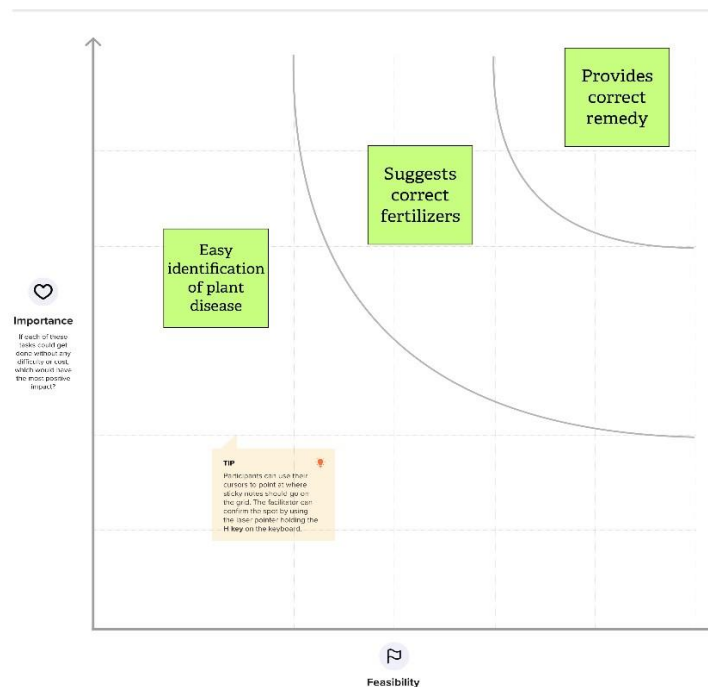 Provides
correct
remedy
Suggests
correct
fertilizers
Easy
identification
of plant
disease
Importance
If each of these
tasks could get
done without any
difficulty or cost,
which would have
the most positive
impact?
TIP
Participants can use their
cursors to point at where
sticky notes should go on
the grid. The facilitator can
confirm the spot by using
the laser pointer holding the
H key on the keyboard.
Feasibility